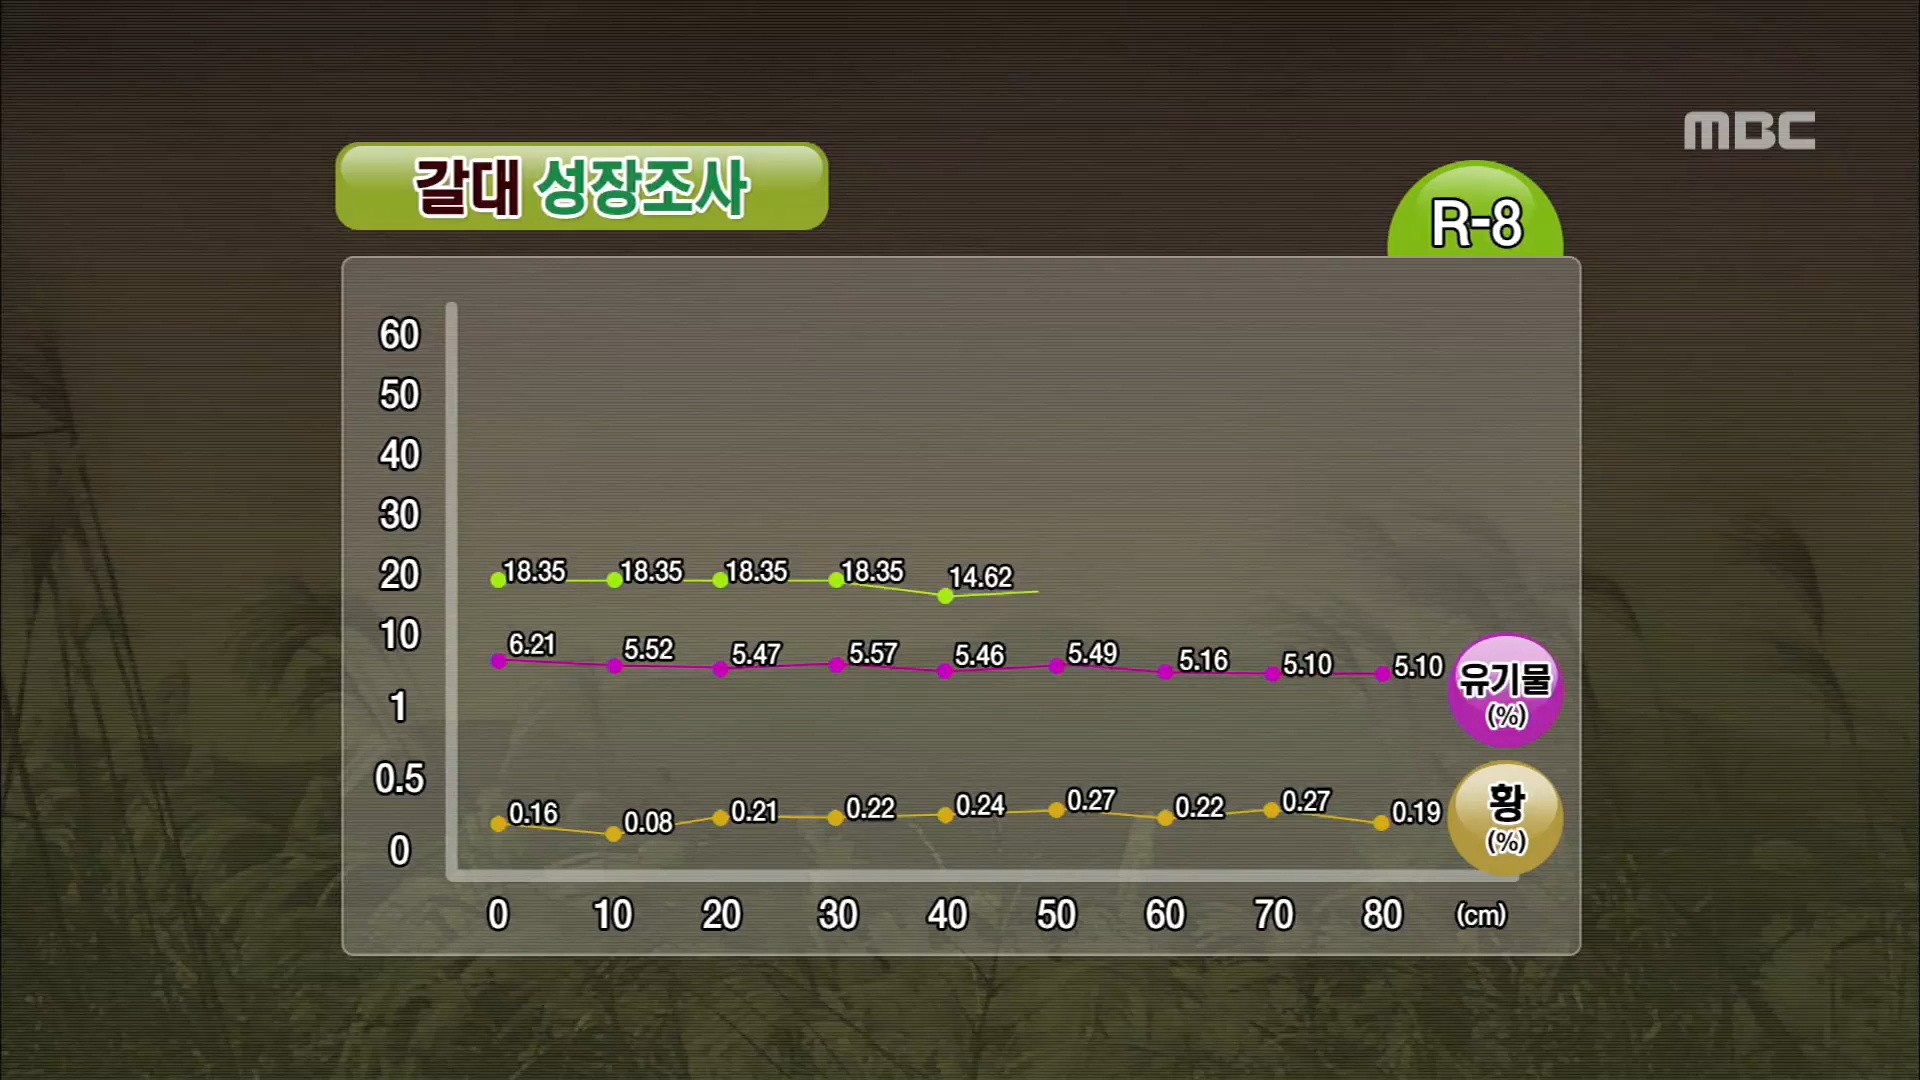 MBC
갈대 성장조사
R-8
60
50
40
30
20
10
1
0.5
0
18.35 18.35 18.35 18.35 14.62
6.21 5.52 5.47 5.57 5.46 5.49 5.16 5.10 5.10
유기물
(%)
0.16 0.08 0.21 0.22 0.24 0.27 0.22 0.27 0.19
황
(%)
0 10 20 30 40 50 60 70 80 (cm)